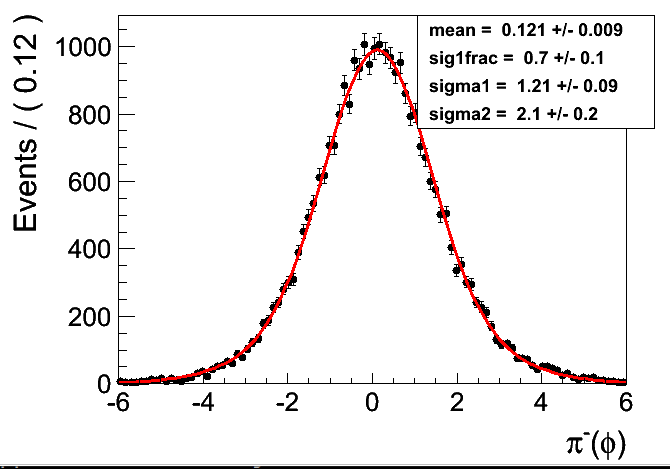 mean = 0.121 +/- 0.009
sig1frac = 0.7 +/- 0.1
sigma1 = 1.21 +/- 0.09
sigma2 = 2.1 +/- 0.2
Events / ( 0.12 )
1000
800
600
400
200
0
-6 -4 -2 0 2 4 6
π⁻(ϕ)